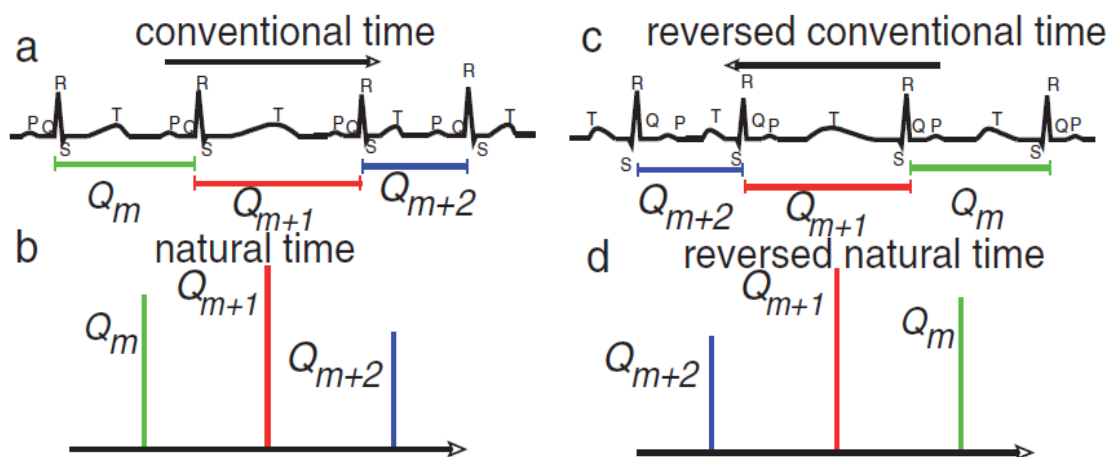 a conventional time
R R R R
P Q S T P Q S T P Q S T P Q S T
Q_m Q_{m+1} Q_{m+2}
b natural time
Q_m Q_{m+1} Q_{m+2}
c reversed conventional time
R R R R
T S Q P T S Q P T S Q P T S Q P
Q_{m+2} Q_{m+1} Q_m
d reversed natural time
Q_{m+2} Q_{m+1} Q_m